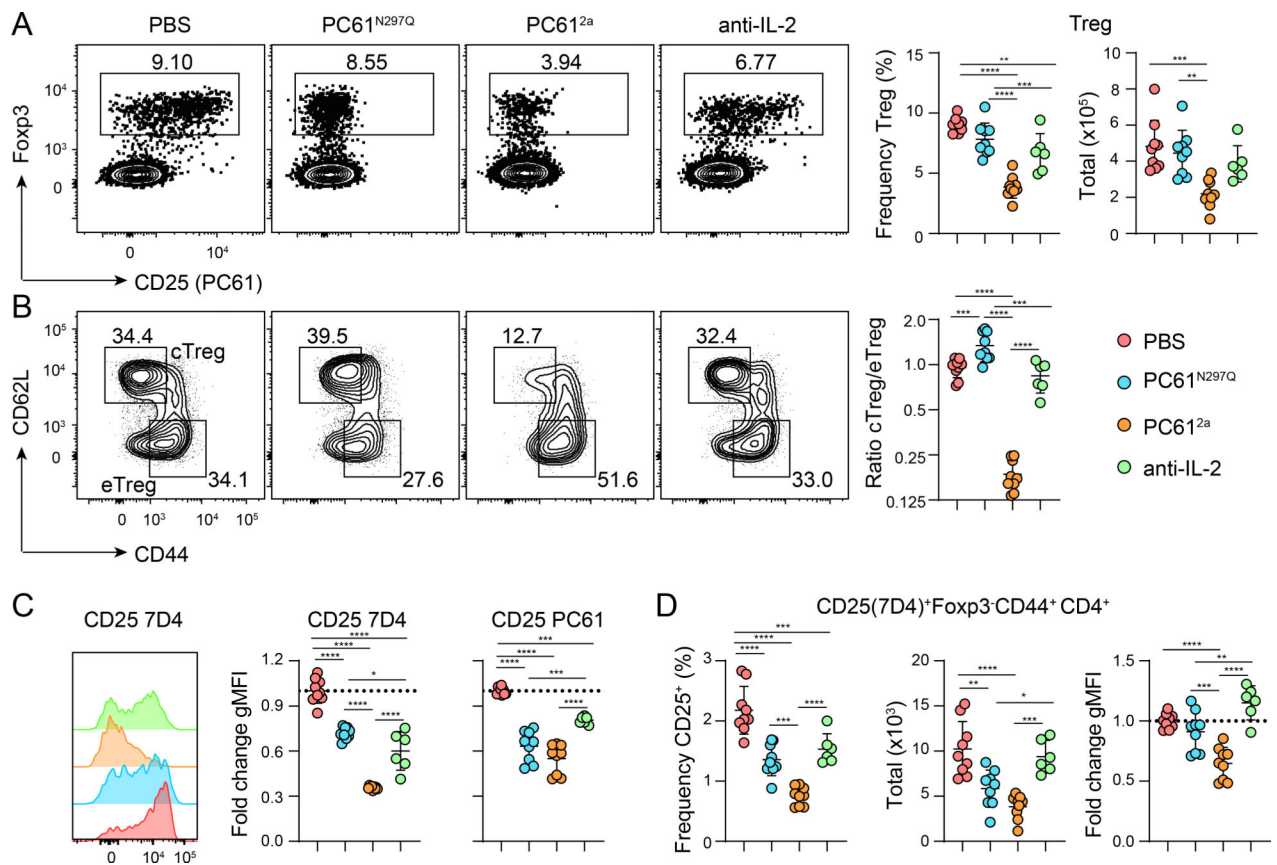 A
PBS PC61N297Q PC612a anti-IL-2 Treg
9.10 8.55 3.94 6.77
Foxp3
10⁴
10³
0
0 10⁴
CD25 (PC61)
Frequency Treg (%)
15
10
5
0
** **** *** ****
Total (x10⁵)
10
8
6
4
2
0
*** **
B
34.4 cTreg 39.5 12.7 32.4
CD62L
10⁵
10⁴
10³
0
eTreg 34.1 27.6 51.6 33.0
0 10³ 10⁴ 10⁵
CD44
Ratio cTreg/eTreg
2.0
1.0
0.5
0.25
0.125
**** *** *** **** ****
PBS
PC61N297Q
PC612a
anti-IL-2
C
CD25 7D4
0 10⁴ 10⁵
CD25 7D4
Fold change gMFI
1.2
0.9
0.6
0.3
0.0
**** **** **** * **** ****
CD25 PC61
*** **** **** *** ****
D
CD25(7D4)⁺Foxp3⁻CD44⁺ CD4⁺
Frequency CD25⁺ (%)
3
2
1
0
*** **** **** *** ****
Total (x10³)
20
15
10
5
0
**** ** * ***
Fold change gMFI
1.5
1.0
0.5
0.0
**** ** *** ****